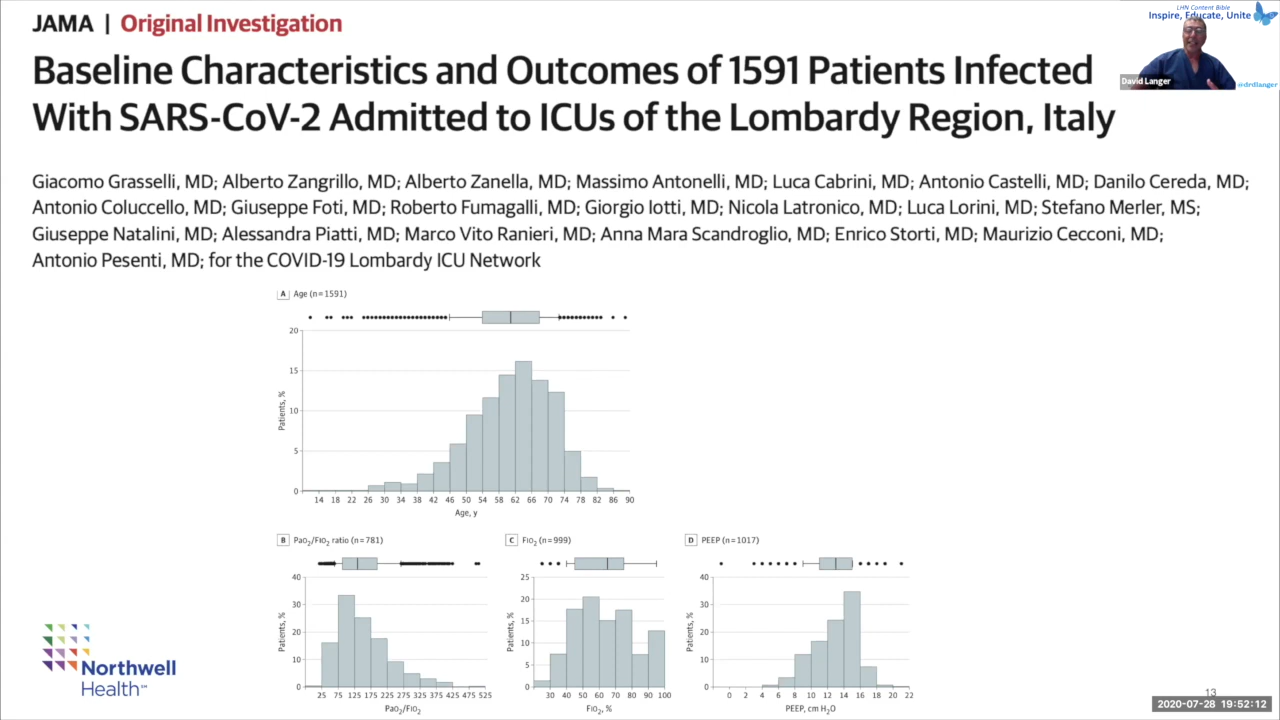 JAMA | Original Investigation
LHN Content Bible
Inspire, Educate, Unite
David Langer
@drdlanger
Baseline Characteristics and Outcomes of 1591 Patients Infected
With SARS-CoV-2 Admitted to ICUs of the Lombardy Region, Italy
Giacomo Grasselli, MD; Alberto Zangrillo, MD; Alberto Zanella, MD; Massimo Antonelli, MD; Luca Cabrini, MD; Antonio Castelli, MD; Danilo Cereda, MD;
Antonio Coluccello, MD; Giuseppe Foti, MD; Roberto Fumagalli, MD; Giorgio Iotti, MD; Nicola Latronico, MD; Luca Lorini, MD; Stefano Merler, MS;
Giuseppe Natalini, MD; Alessandra Piatti, MD; Marco Vito Ranieri, MD; Anna Mara Scandroglio, MD; Enrico Storti, MD; Maurizio Cecconi, MD;
Antonio Pesenti, MD; for the COVID-19 Lombardy ICU Network
A Age (n=1591)
20
15
10
5
0
Patients, %
14 18 22 26 30 34 38 42 46 50 54 58 62 66 70 74 78 82 86 90
Age, y
B PaO2/FIO2 ratio (n=781)
40
30
20
10
0
Patients, %
25 75 125 175 225 275 325 375 425 475 525
PaO2/FIO2
C FIO2 (n=999)
25
20
15
10
5
0
Patients, %
30 40 50 60 70 80 90 100
FIO2, %
D PEEP (n=1017)
40
30
20
10
0
Patients, %
0 2 4 6 8 10 12 14 16 18 20 22
PEEP, cm H2O
Northwell
Health℠
13
2020-07-28 19:52:12